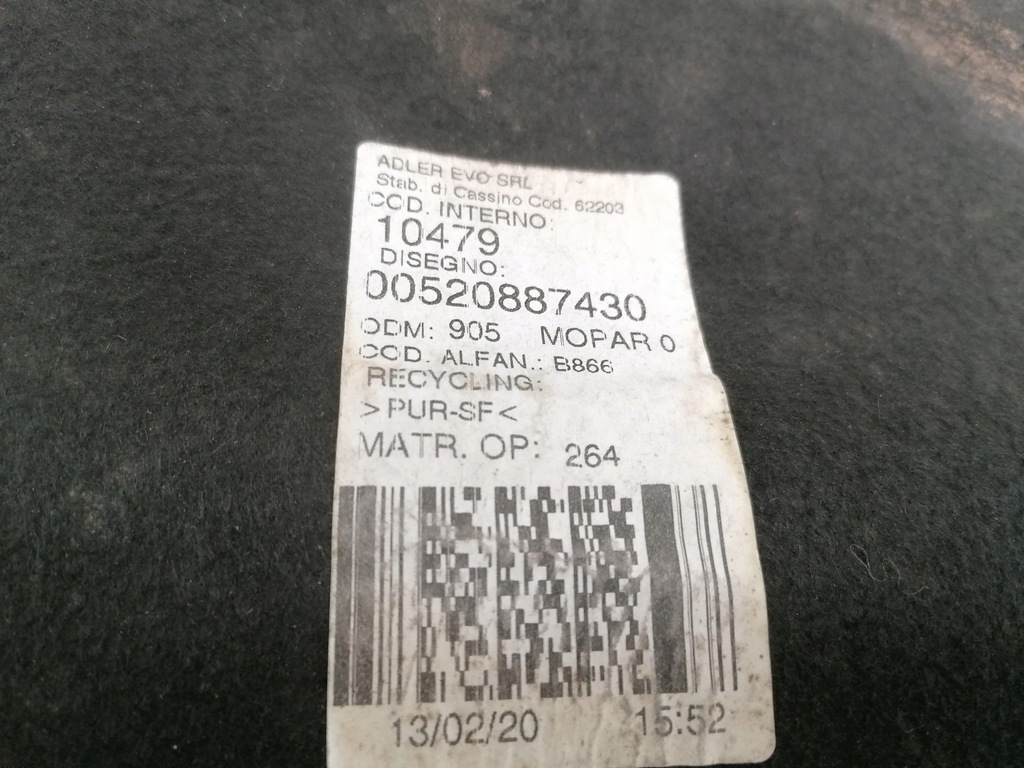 ADLER EVO SRL
Stab. di Cassino Cod. 62203
COD. INTERNO:
10479
DISEGNO:
00520887430
ODM: 905 MOPAR 0
COD. ALFAN.: B866
RECYCLING:
>PUR-SF<
MATR. OP: 264
13/02/20 15:52